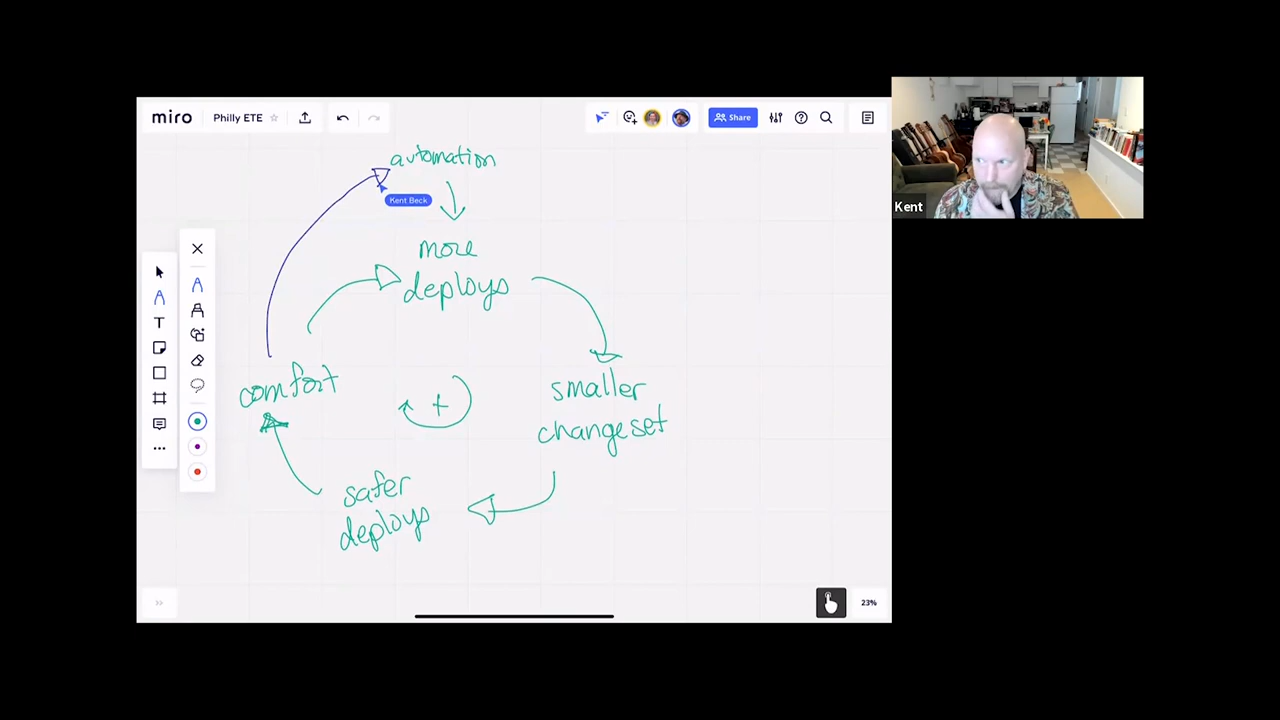 miro
Philly ETE
Share
automation
Kent Beck
more
deploys
comfort
+
smaller
changeset
safer
deploys
T
23%
Kent